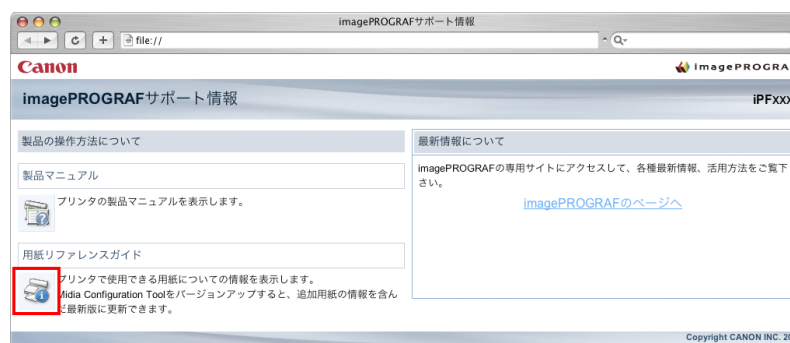 imagePROGRAFサポート情報
file://
Canon
imagePROGRA
imagePROGRAFサポート情報
iPFxxx
製品の操作方法について
製品マニュアル
プリンタの製品マニュアルを表示します。
用紙リファレンスガイド
プリンタで使用できる用紙についての情報を表示します。
Midia Configuration Toolをバージョンアップすると、追加用紙の情報を含ん
だ最新版に更新できます。
最新情報について
imagePROGRAFの専用サイトにアクセスして、各種最新情報、活用方法をご覧下
さい。
imagePROGRAFのページへ
Copyright CANON INC. 20